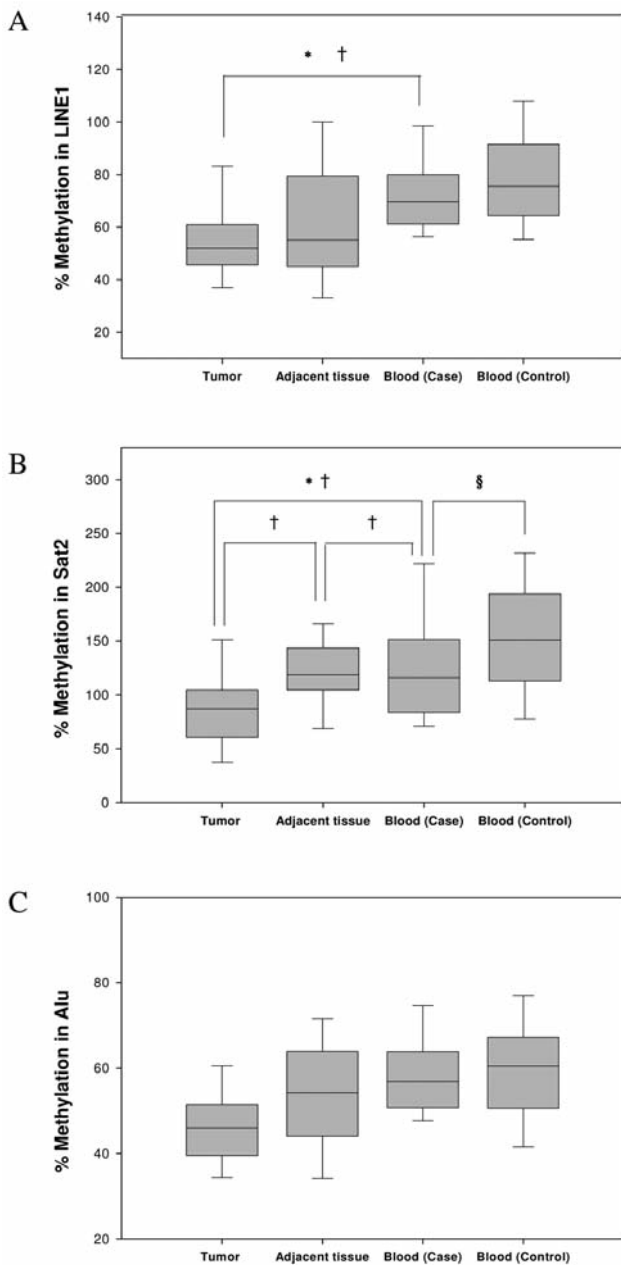 A
% Methylation in LINE1
140
120
100
80
60
40
20
* †
Tumor Adjacent tissue Blood (Case) Blood (Control)
B
% Methylation in Sat2
300
250
200
150
100
50
0
* †
§
† †
Tumor Adjacent tissue Blood (Case) Blood (Control)
C
% Methylation in Alu
100
80
60
40
20
Tumor Adjacent tissue Blood (Case) Blood (Control)